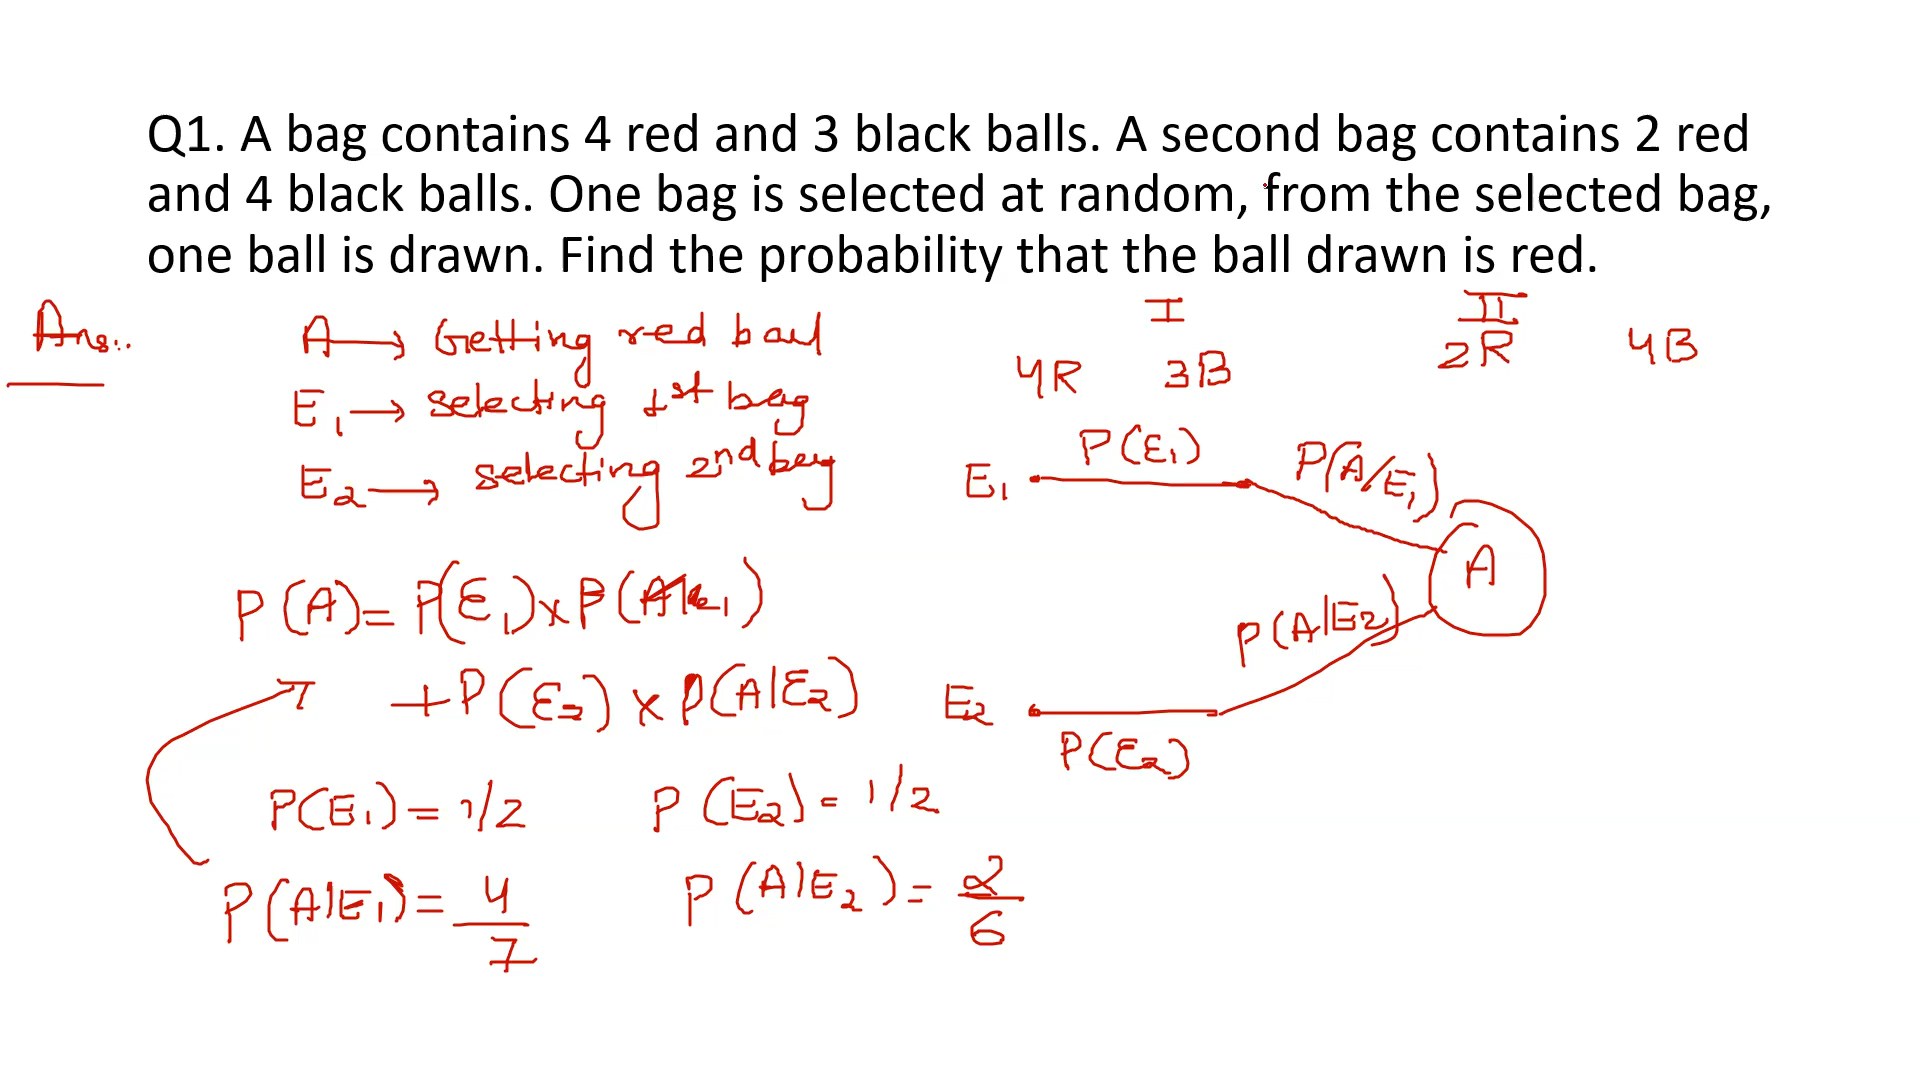 Q1. A bag contains 4 red and 3 black balls. A second bag contains 2 red
and 4 black balls. One bag is selected at random, from the selected bag,
one ball is drawn. Find the probability that the ball drawn is red.
Ans..
A → Getting red ball
E₁ → selecting 1st bag
E₂ → selecting 2nd bag
I II
4R 3B 2R 4B
E₁ P(E₁) P(A/E₁)
A
P(A|E₂)
E₂ P(E₂)
P(A) = P(E₁) x P(A|E₁)
+ P(E₂) x P(A|E₂)
P(E₁) = 1/2 P(E₂) = 1/2
P(A|E₁) = 4/7 P(A|E₂) = 2/6